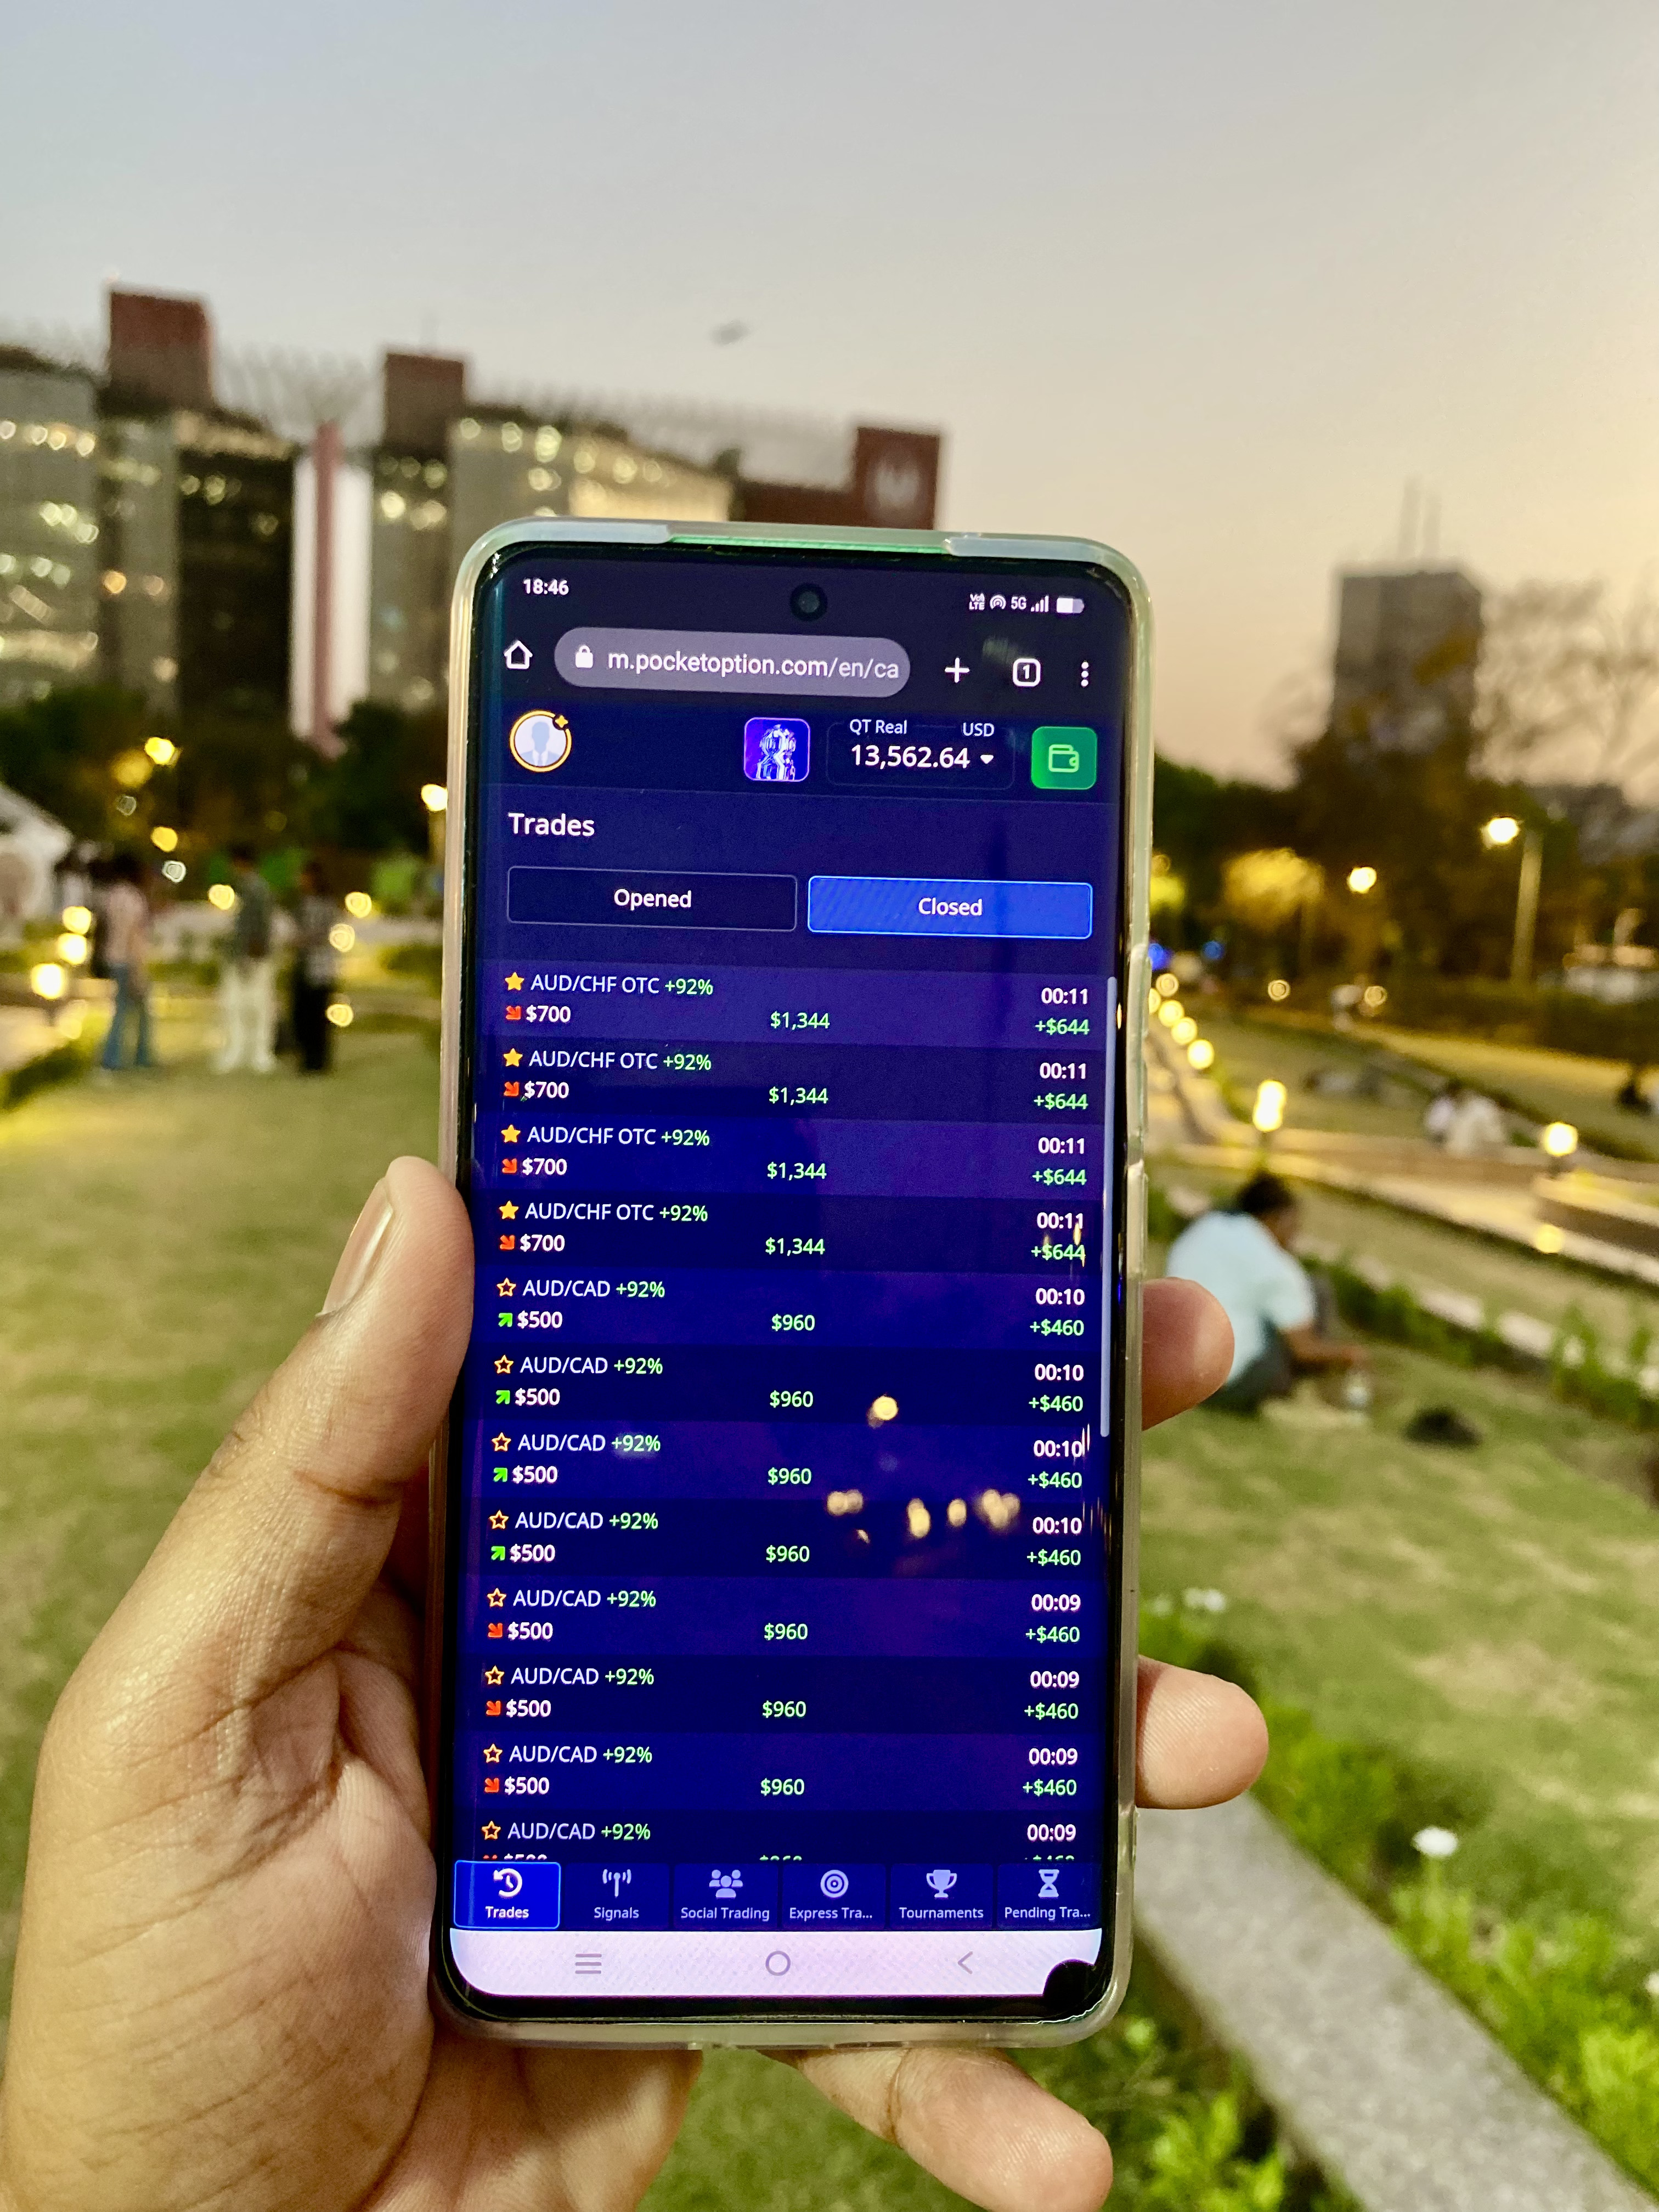 18:46
Vo) LTE 5G
m.pocketoption.com/en/ca
1
QT Real USD
13,562.64
Trades
Opened Closed
AUD/CHF OTC +92% 00:11
$700 $1,344 +$644
AUD/CHF OTC +92% 00:11
$700 $1,344 +$644
AUD/CHF OTC +92% 00:11
$700 $1,344 +$644
AUD/CHF OTC +92% 00:11
$700 $1,344 +$644
AUD/CAD +92% 00:10
$500 $960 +$460
AUD/CAD +92% 00:10
$500 $960 +$460
AUD/CAD +92% 00:10
$500 $960 +$460
AUD/CAD +92% 00:10
$500 $960 +$460
AUD/CAD +92% 00:09
$500 $960 +$460
AUD/CAD +92% 00:09
$500 $960 +$460
AUD/CAD +92% 00:09
$500 $960 +$460
AUD/CAD +92% 00:09
Trades Signals Social Trading Express Tra... Tournaments Pending Tra...